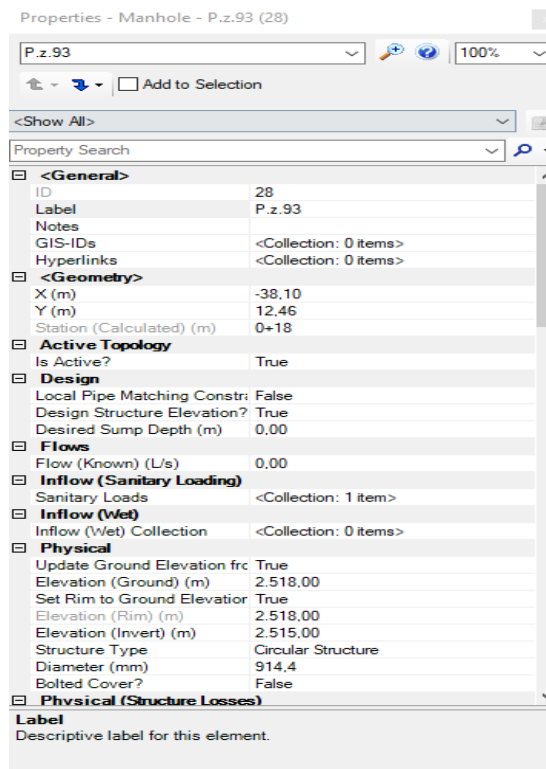 Properties - Manhole - P.z.93 (28)
P.z.93 100%
Add to Selection
<Show All>
Property Search
<General>
ID 28
Label P.z.93
Notes
GIS-IDs <Collection: 0 items>
Hyperlinks <Collection: 0 items>
<Geometry>
X (m) -38,10
Y (m) 12,46
Station (Calculated) (m) 0+18
Active Topology
Is Active? True
Design
Local Pipe Matching Constr: False
Design Structure Elevation? True
Desired Sump Depth (m) 0,00
Flows
Flow (Known) (L/s) 0,00
Inflow (Sanitary Loading)
Sanitary Loads <Collection: 1 item>
Inflow (Wet)
Inflow (Wet) Collection <Collection: 0 items>
Physical
Update Ground Elevation frc True
Elevation (Ground) (m) 2.518,00
Set Rim to Ground Elevation True
Elevation (Rim) (m) 2.518,00
Elevation (Invert) (m) 2.515,00
Structure Type Circular Structure
Diameter (mm) 914,4
Bolted Cover? False
Physical (Structure Losses)
Label
Descriptive label for this element.